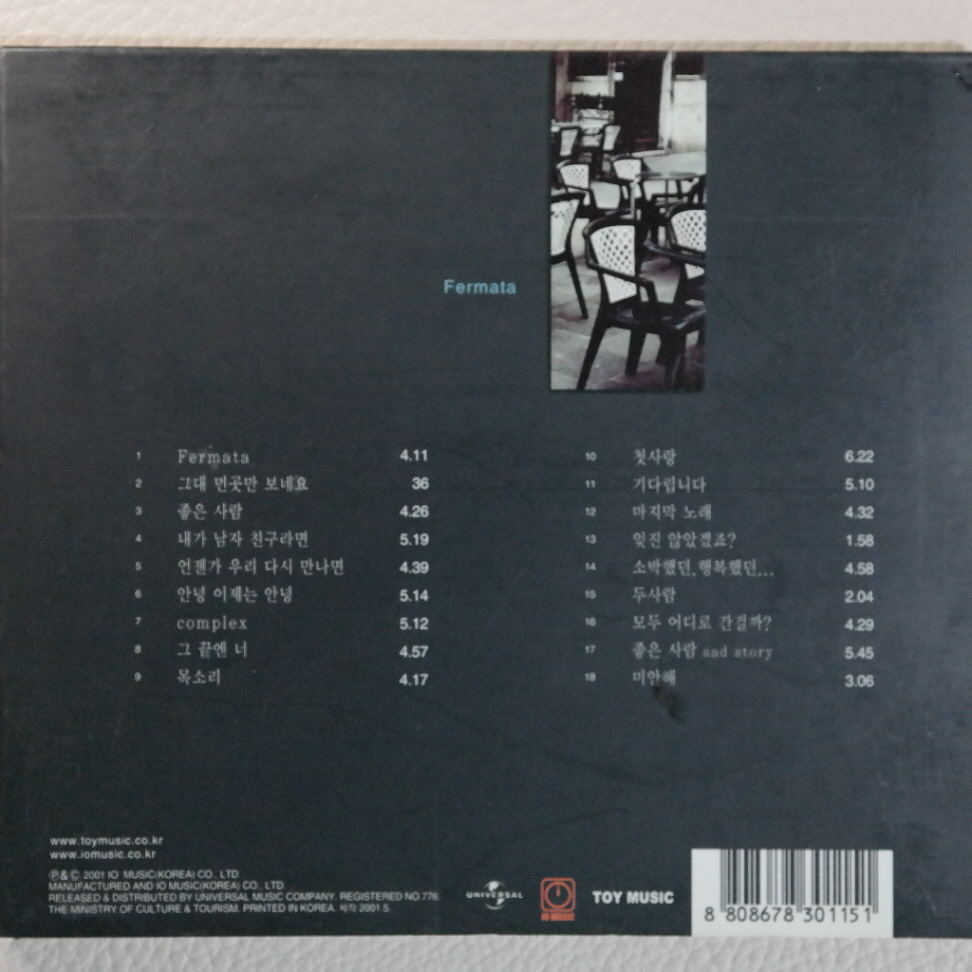 Fermata
1 Fermata 4.11
2 그대 먼곳만 보네요 36
3 좋은 사람 4.26
4 내가 남자 친구라면 5.19
5 언젠가 우리 다시 만나면 4.39
6 안녕 이제는 안녕 5.14
7 complex 5.12
8 그 끝엔 너 4.57
9 목소리 4.17
10 첫사랑 6.22
11 기다립니다 5.10
12 마지막 노래 4.32
13 잊진 않았겠죠? 1.58
14 소박했던,행복했던... 4.58
15 두사람 2.04
16 모두 어디로 간걸까? 4.29
17 좋은 사람 sad story 5.45
18 미안해 3.06
www.toymusic.co.kr
www.iomusic.co.kr
Ⓟ& Ⓒ 2001 IO MUSIC(KOREA) CO., LTD.
MANUFACTURED AND IO MUSIC(KOREA) CO., LTD.
RELEASED & DISTRIBUTED BY UNIVERSAL MUSIC COMPANY. REGISTERED NO.776.
THE MINISTRY OF CULTURE & TOURISM. PRINTED IN KOREA. 제작 2001.5.
UNIVERSAL
IO MUSIC
TOY MUSIC
8 808678 301151